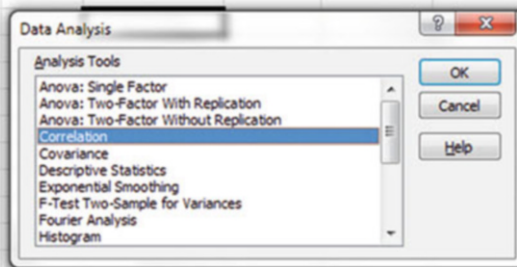 Data Analysis
Analysis Tools
Anova: Single Factor
Anova: Two-Factor With Replication
Anova: Two-Factor Without Replication
Correlation
Covariance
Descriptive Statistics
Exponential Smoothing
F-Test Two-Sample for Variances
Fourier Analysis
Histogram
OK
Cancel
Help